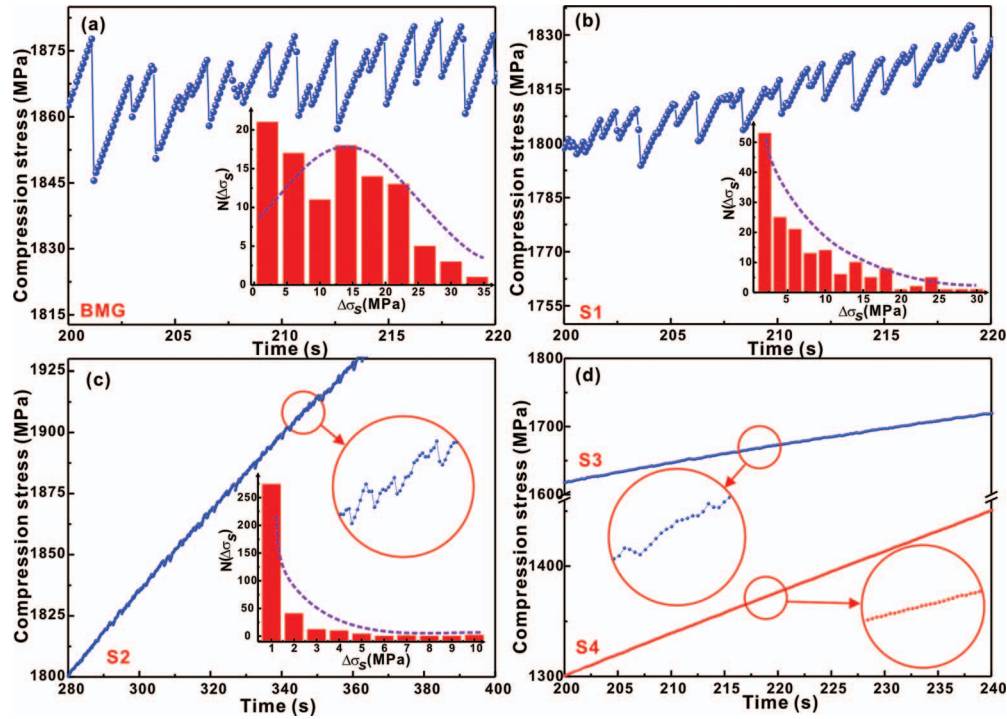 (a)
Compression stress (MPa)
1875
1860
1845
1830
1815
N(Δσs)
20
15
10
5
0
0 5 10 15 20 25 30 35
Δσs(MPa)
BMG
200 205 210 215 220
Time (s)
(b)
Compression stress (MPa)
1830
1815
1800
1785
1770
1755
N(Δσs)
50
40
30
20
10
0
5 10 15 20 25 30
Δσs(MPa)
S1
200 205 210 215 220
Time (s)
(c)
Compression stress (MPa)
1925
1900
1875
1850
1825
1800
N(Δσs)
250
200
150
100
50
0
1 2 3 4 5 6 7 8 9 10
Δσs(MPa)
S2
280 300 320 340 360 380 400
Time (s)
(d)
Compression stress (MPa)
1800
1700
1600
1400
1300
S3
S4
200 205 210 215 220 225 230 235 240
Time (s)